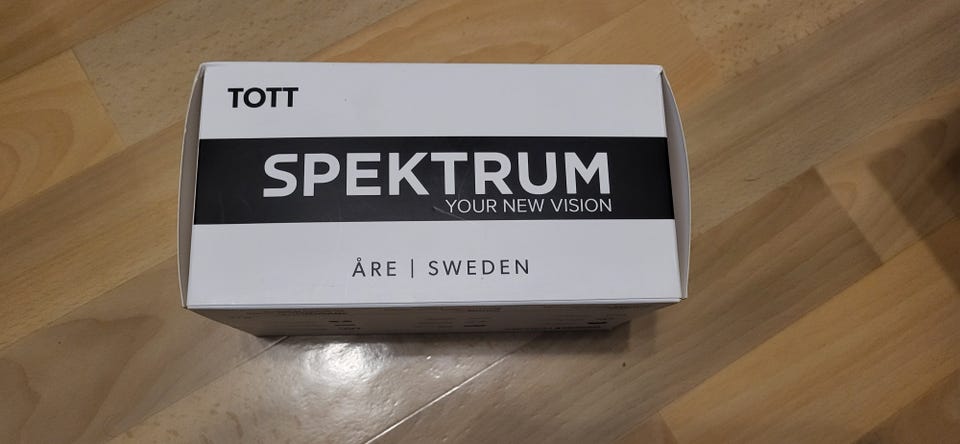 TOTT
SPEKTRUM
YOUR NEW VISION
ÅRE | SWEDEN